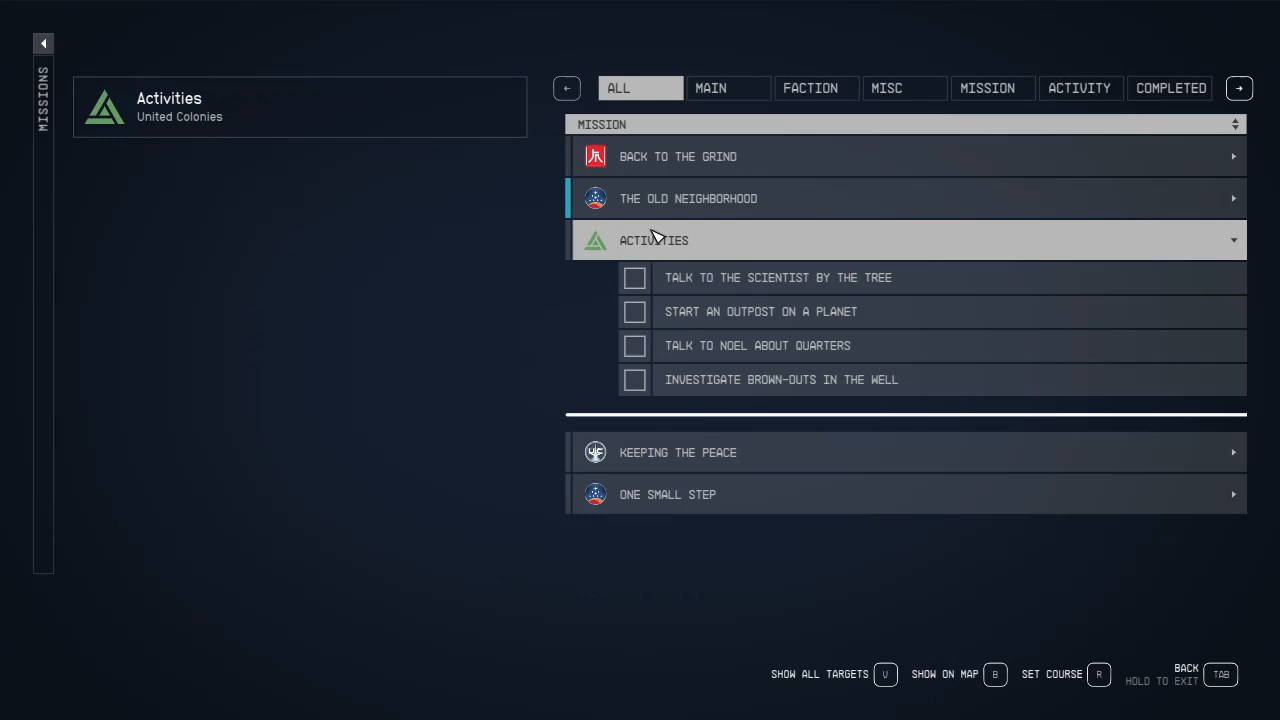 MISSIONS
Activities
United Colonies
ALL MAIN FACTION MISC MISSION ACTIVITY COMPLETED
MISSION
BACK TO THE GRIND
THE OLD NEIGHBORHOOD
ACTIVITIES
TALK TO THE SCIENTIST BY THE TREE
START AN OUTPOST ON A PLANET
TALK TO NOEL ABOUT QUARTERS
INVESTIGATE BROWN-OUTS IN THE WELL
KEEPING THE PEACE
ONE SMALL STEP
SHOW ALL TARGETS V SHOW ON MAP B SET COURSE R BACK TAB
HOLD TO EXIT